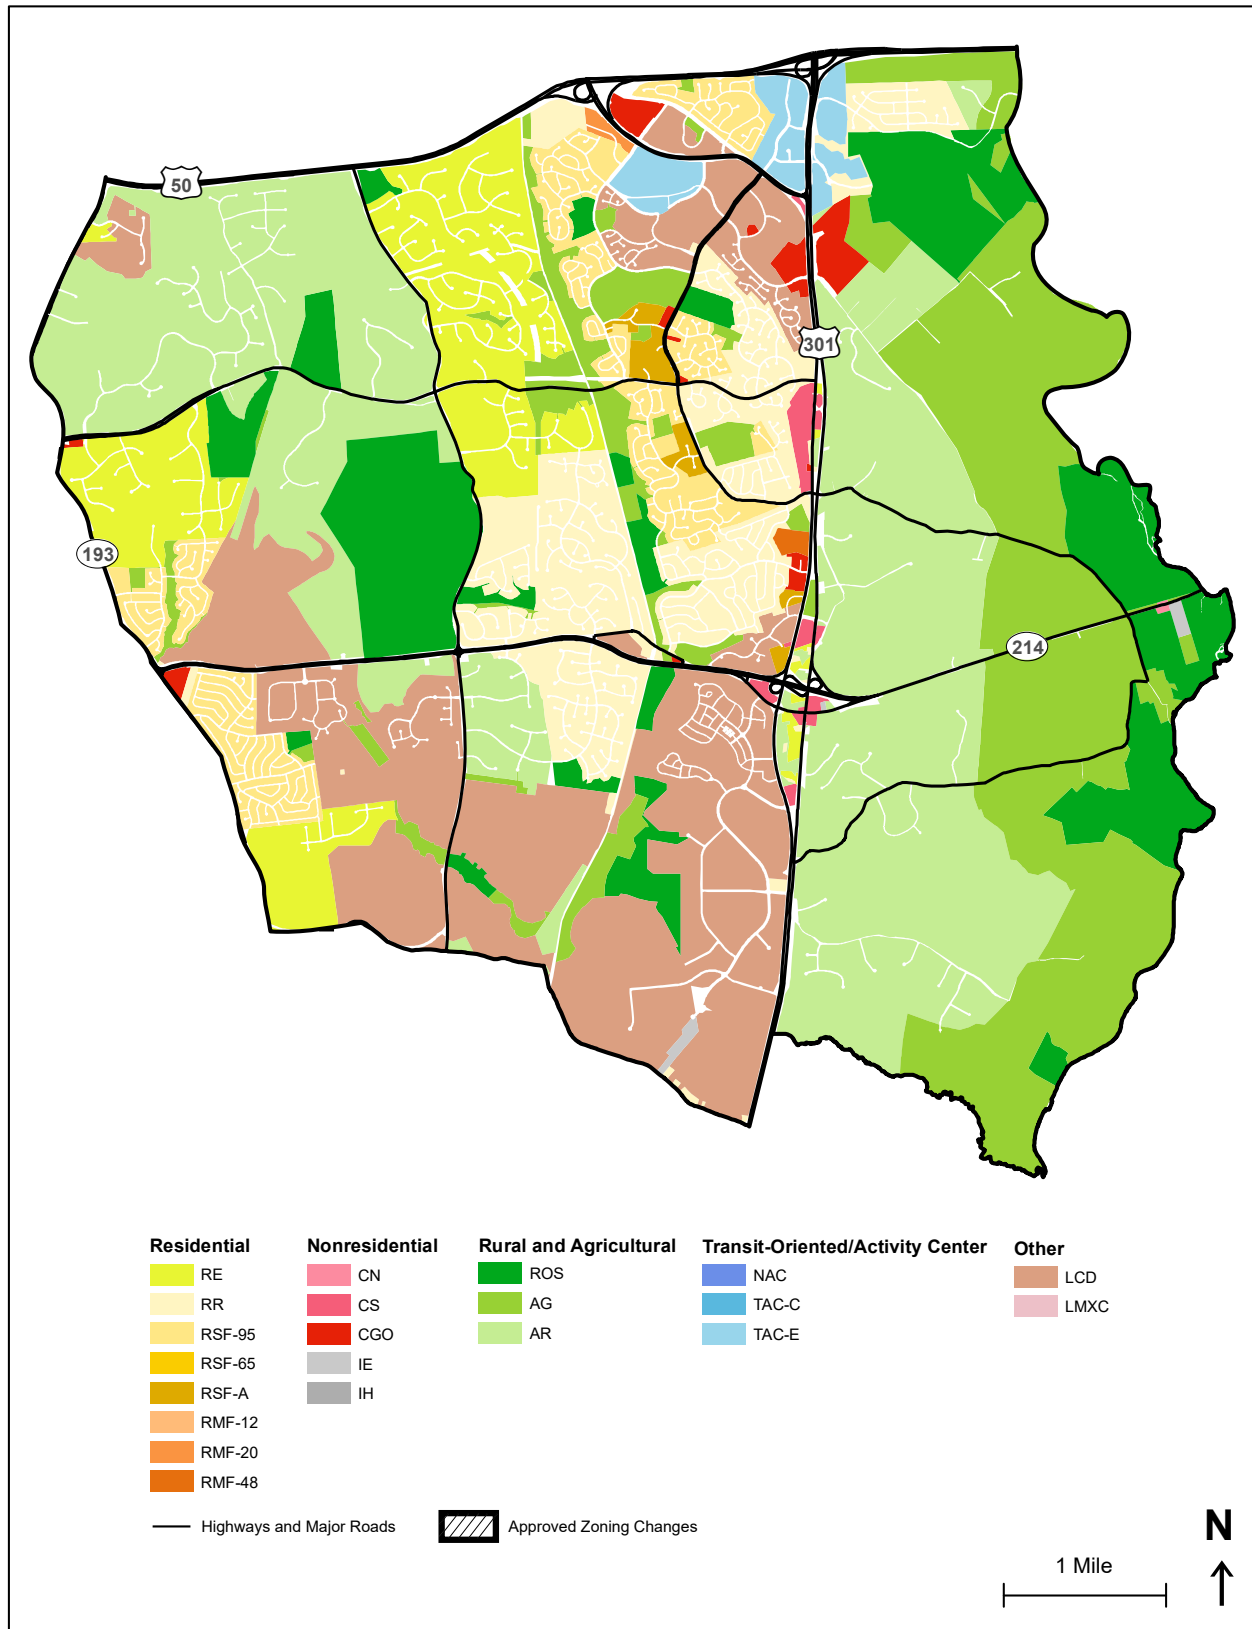 50
301
193
214
Residential
RE
RR
RSF-95
RSF-65
RSF-A
RMF-12
RMF-20
RMF-48
Nonresidential
CN
CS
CGO
IE
IH
Rural and Agricultural
ROS
AG
AR
Transit-Oriented/Activity Center
NAC
TAC-C
TAC-E
Other
LCD
LMXC
Highways and Major Roads
Approved Zoning Changes
N
1 Mile